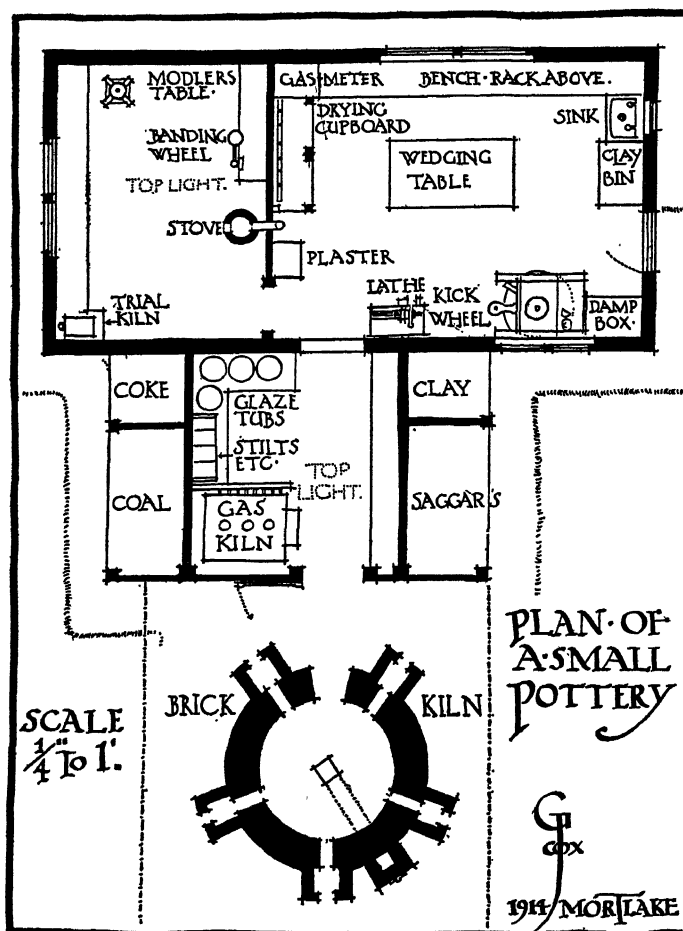 MODLERS
TABLE·
GAS·METER
BENCH·RACK ABOVE.
DRYING
CUPBOARD
SINK
BANDING
WHEEL
WEDGING
TABLE
CLAY
BIN
TOP LIGHT.
STOVE
PLASTER
TRIAL
KILN
LATHE
KICK
WHEEL
DAMP
BOX·
COKE
GLAZE
TUBS
CLAY
STILTS
ETC·
TOP
LIGHT.
COAL
GAS
KILN
SAGGARS
PLAN·OF
A·SMALL
POTTERY
BRICK
KILN
SCALE
1/4" To 1'.
G
COX
1914 MORTLAKE